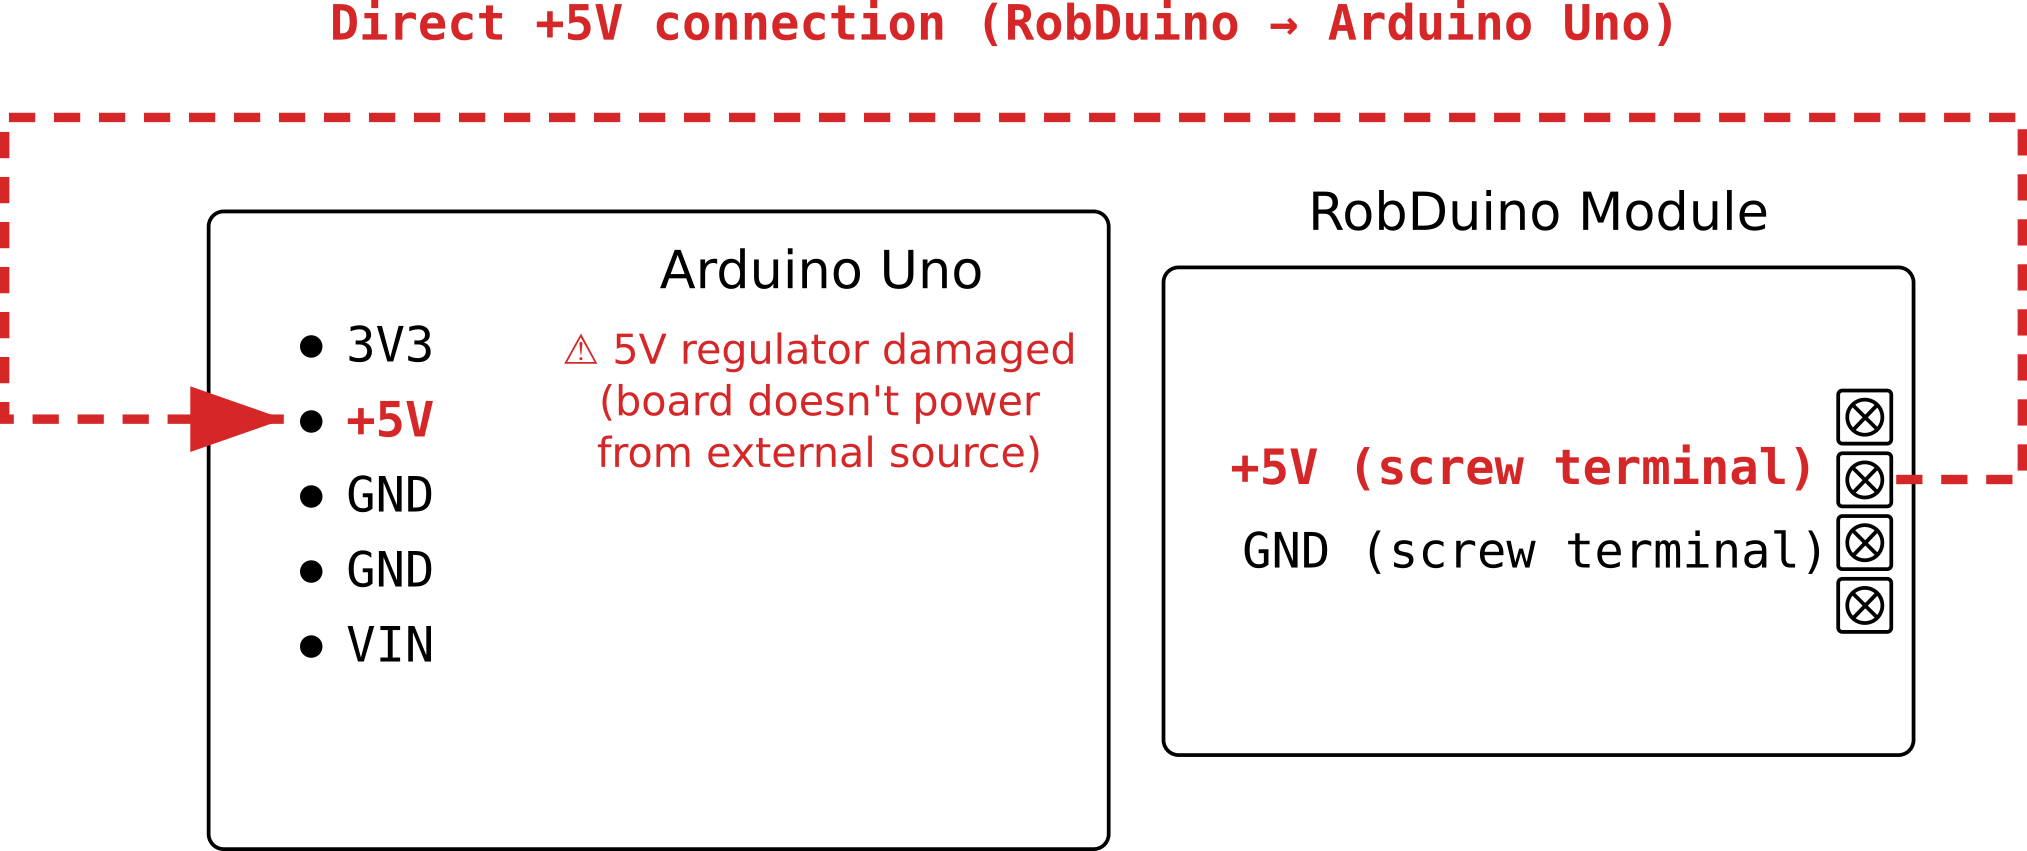 Direct +5V connection (RobDuino → Arduino Uno)
RobDuino Module
Arduino Uno
3V3
⚠ 5V regulator damaged
(board doesn't power
from external source)
+5V
GND
GND
VIN
+5V (screw terminal)
GND (screw terminal)